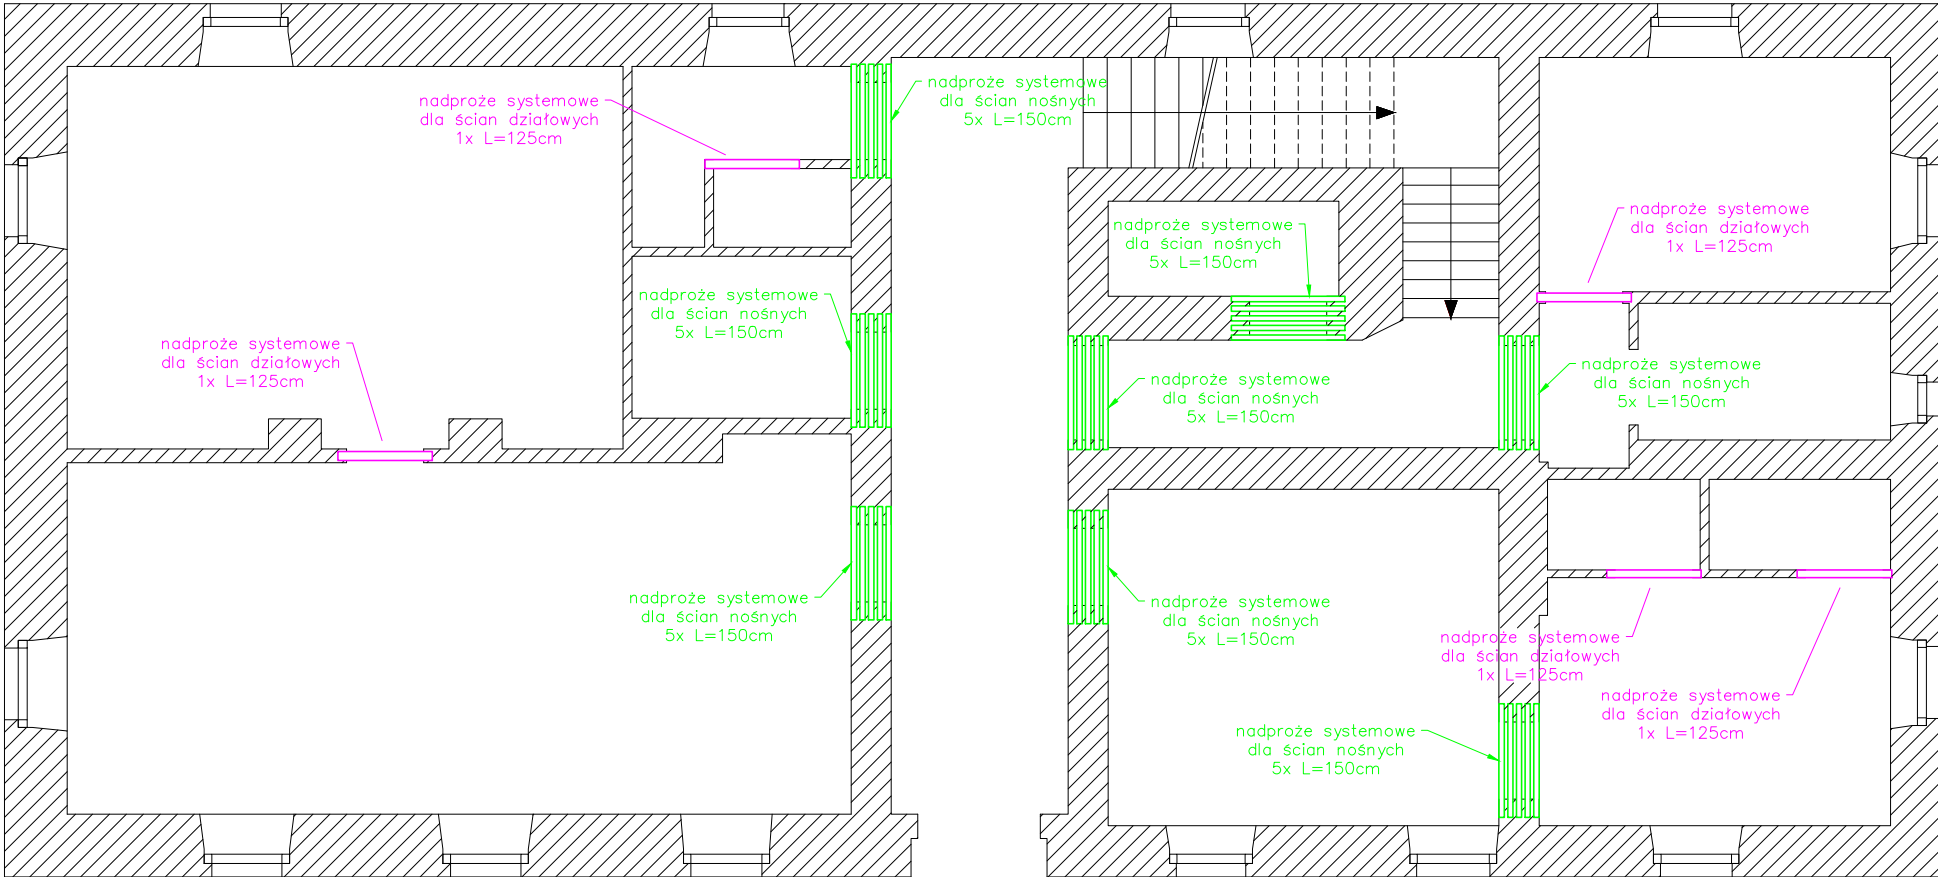 nadproże systemowe
dla ścian działowych
1x L=125cm
nadproże systemowe
dla ścian nośnych
5x L=150cm
nadproże systemowe
dla ścian działowych
1x L=125cm
nadproże systemowe
dla ścian nośnych
5x L=150cm
nadproże systemowe
dla ścian nośnych
5x L=150cm
nadproże systemowe
dla ścian działowych
1x L=125cm
nadproże systemowe
dla ścian nośnych
5x L=150cm
nadproże systemowe
dla ścian nośnych
5x L=150cm
nadproże systemowe
dla ścian nośnych
5x L=150cm
nadproże systemowe
dla ścian nośnych
5x L=150cm
nadproże systemowe
dla ścian działowych
1x L=125cm
nadproże systemowe
dla ścian działowych
1x L=125cm
nadproże systemowe
dla ścian nośnych
5x L=150cm